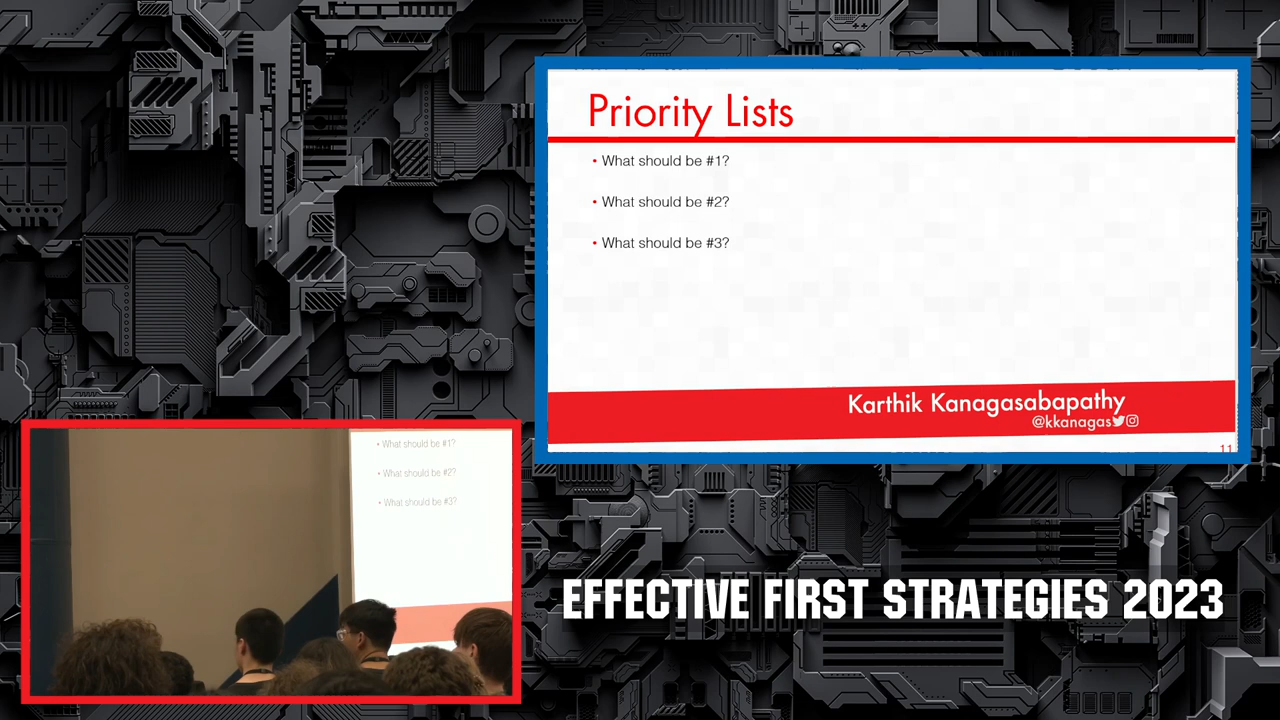 Priority Lists
• What should be #1?
• What should be #2?
• What should be #3?
Karthik Kanagasabapathy
@kkanagas
11
• What should be #1?
• What should be #2?
• What should be #3?
EFFECTIVE FIRST STRATEGIES 2023